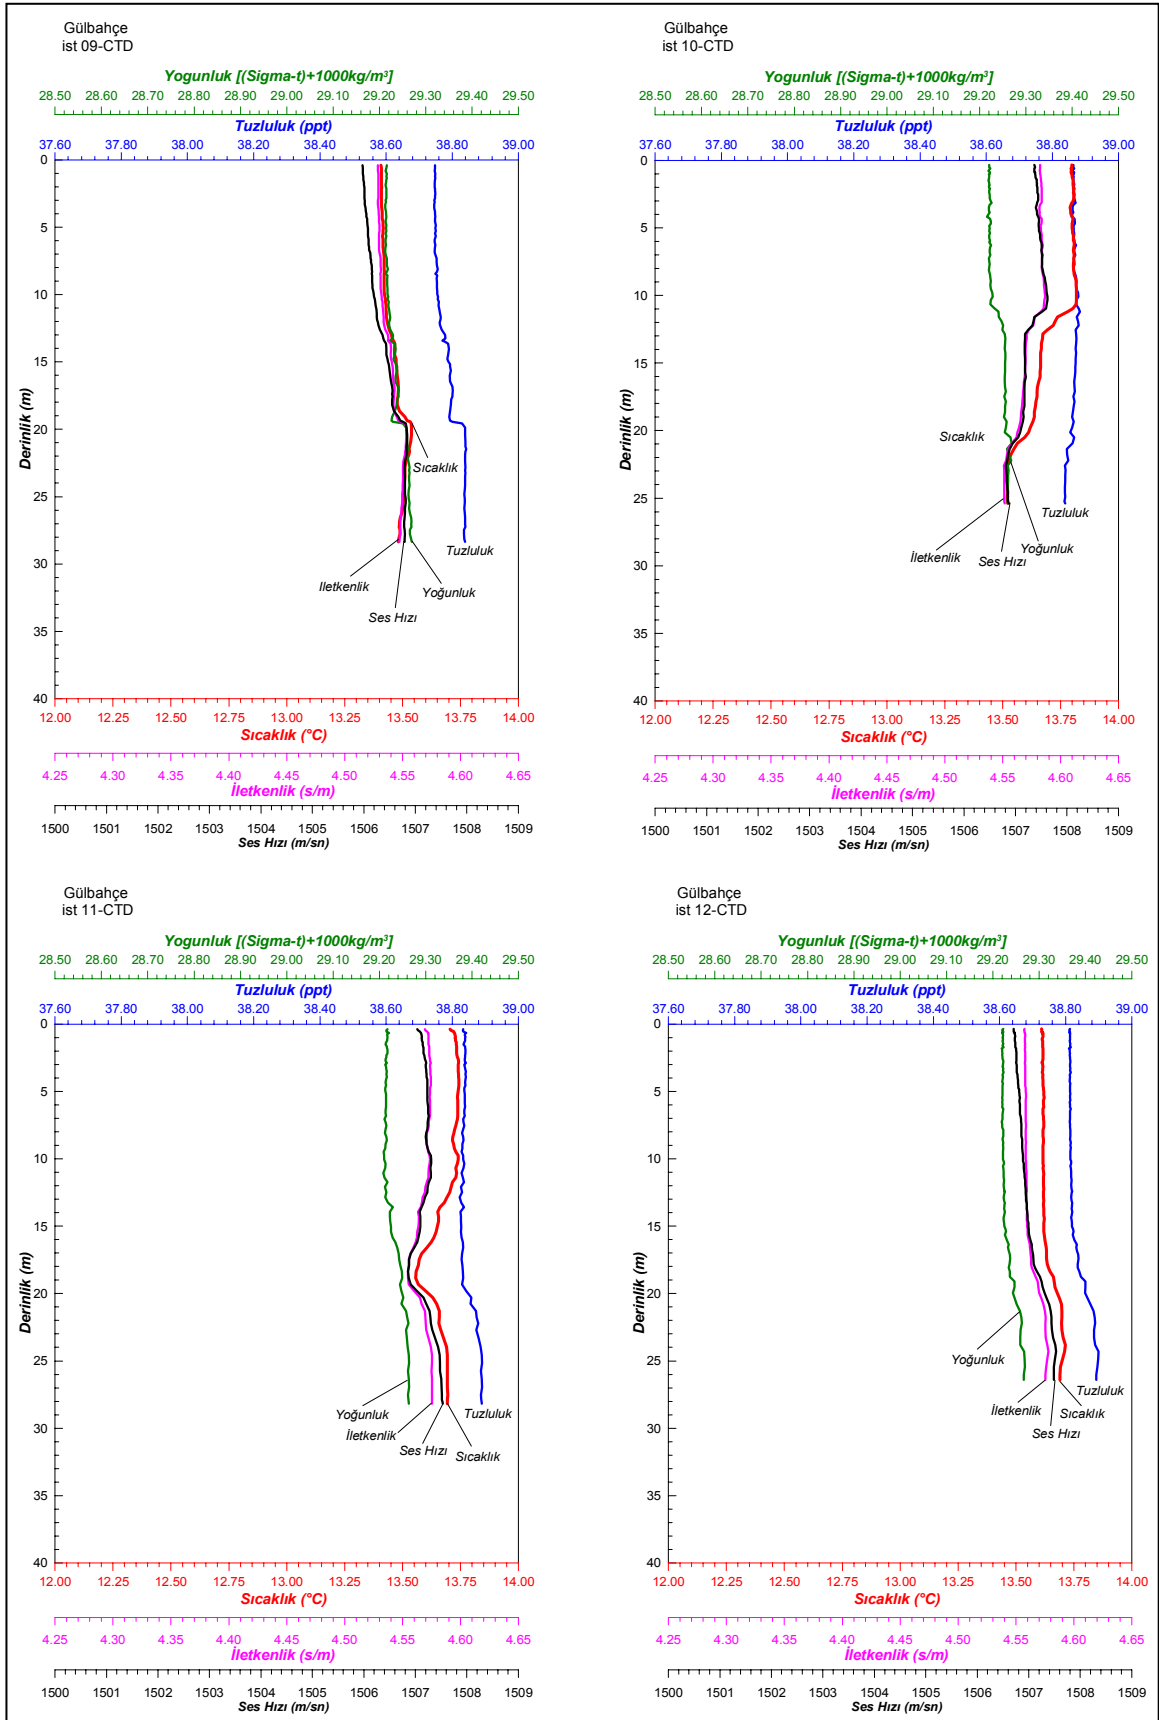 Gülbahçe
ist 09-CTD
Yogunluk [(Sigma-t)+1000kg/m³]
28.50 28.60 28.70 28.80 28.90 29.00 29.10 29.20 29.30 29.40 29.50
Tuzluluk (ppt)
37.60 37.80 38.00 38.20 38.40 38.60 38.80 39.00
0
5
10
15
20
25
30
35
40
Derinlik (m)
Sıcaklık
Tuzluluk
Iletkenlik
Yoğunluk
Ses Hızı
12.00 12.25 12.50 12.75 13.00 13.25 13.50 13.75 14.00
Sıcaklık (°C)
4.25 4.30 4.35 4.40 4.45 4.50 4.55 4.60 4.65
İletkenlik (s/m)
1500 1501 1502 1503 1504 1505 1506 1507 1508 1509
Ses Hızı (m/sn)
Gülbahçe
ist 10-CTD
Yogunluk [(Sigma-t)+1000kg/m³]
28.50 28.60 28.70 28.80 28.90 29.00 29.10 29.20 29.30 29.40 29.50
Tuzluluk (ppt)
37.60 37.80 38.00 38.20 38.40 38.60 38.80 39.00
0
5
10
15
20
25
30
35
40
Derinlik (m)
Sıcaklık
Tuzluluk
Yoğunluk
İletkenlik
Ses Hızı
12.00 12.25 12.50 12.75 13.00 13.25 13.50 13.75 14.00
Sıcaklık (°C)
4.25 4.30 4.35 4.40 4.45 4.50 4.55 4.60 4.65
İletkenlik (s/m)
1500 1501 1502 1503 1504 1505 1506 1507 1508 1509
Ses Hızı (m/sn)
Gülbahçe
ist 11-CTD
Yogunluk [(Sigma-t)+1000kg/m³]
28.50 28.60 28.70 28.80 28.90 29.00 29.10 29.20 29.30 29.40 29.50
Tuzluluk (ppt)
37.60 37.80 38.00 38.20 38.40 38.60 38.80 39.00
0
5
10
15
20
25
30
35
40
Derinlik (m)
Yoğunluk
Tuzluluk
İletkenlik
Ses Hızı
Sıcaklık
12.00 12.25 12.50 12.75 13.00 13.25 13.50 13.75 14.00
Sıcaklık (°C)
4.25 4.30 4.35 4.40 4.45 4.50 4.55 4.60 4.65
İletkenlik (s/m)
1500 1501 1502 1503 1504 1505 1506 1507 1508 1509
Ses Hızı (m/sn)
Gülbahçe
ist 12-CTD
Yogunluk [(Sigma-t)+1000kg/m³]
28.50 28.60 28.70 28.80 28.90 29.00 29.10 29.20 29.30 29.40 29.50
Tuzluluk (ppt)
37.60 37.80 38.00 38.20 38.40 38.60 38.80 39.00
0
5
10
15
20
25
30
35
40
Derinlik (m)
Yoğunluk
Tuzluluk
İletkenlik
Sıcaklık
Ses Hızı
12.00 12.25 12.50 12.75 13.00 13.25 13.50 13.75 14.00
Sıcaklık (°C)
4.25 4.30 4.35 4.40 4.45 4.50 4.55 4.60 4.65
İletkenlik (s/m)
1500 1501 1502 1503 1504 1505 1506 1507 1508 1509
Ses Hızı (m/sn)